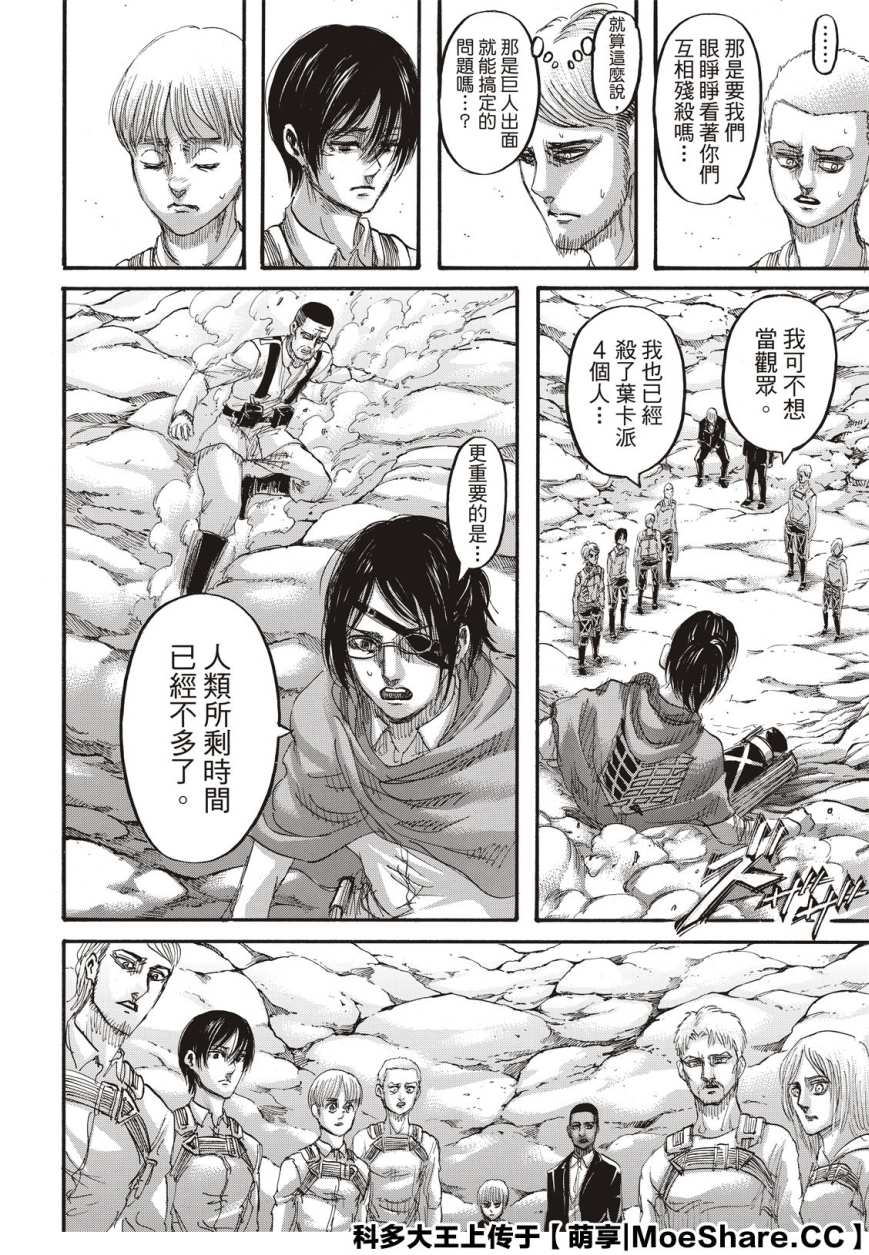 ……
那是要我們
眼睜睜看著你們
互相殘殺嗎…
就算這麼說，
那是巨人出面
就能搞定的
問題嗎…？
我可不想
當觀眾。
我也已經
殺了葉卡派
4個人…
更重要的是…
人類所剩時間
已經不多了。
科多大王上传于【萌享|MoeShare.CC】